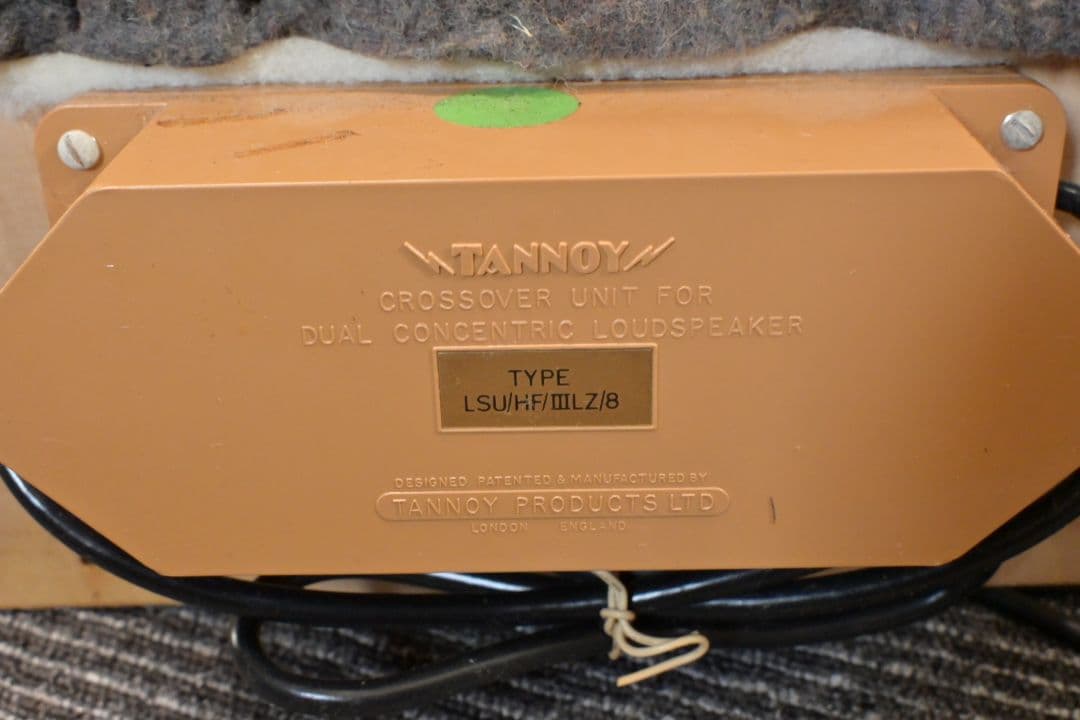 TANNOY
CROSSOVER UNIT FOR
DUAL CONCENTRIC LOUDSPEAKER
TYPE
LSU/HF/IIILZ/8
DESIGNED PATENTED & MANUFACTURED BY
TANNOY PRODUCTS LTD
LONDON ENGLAND